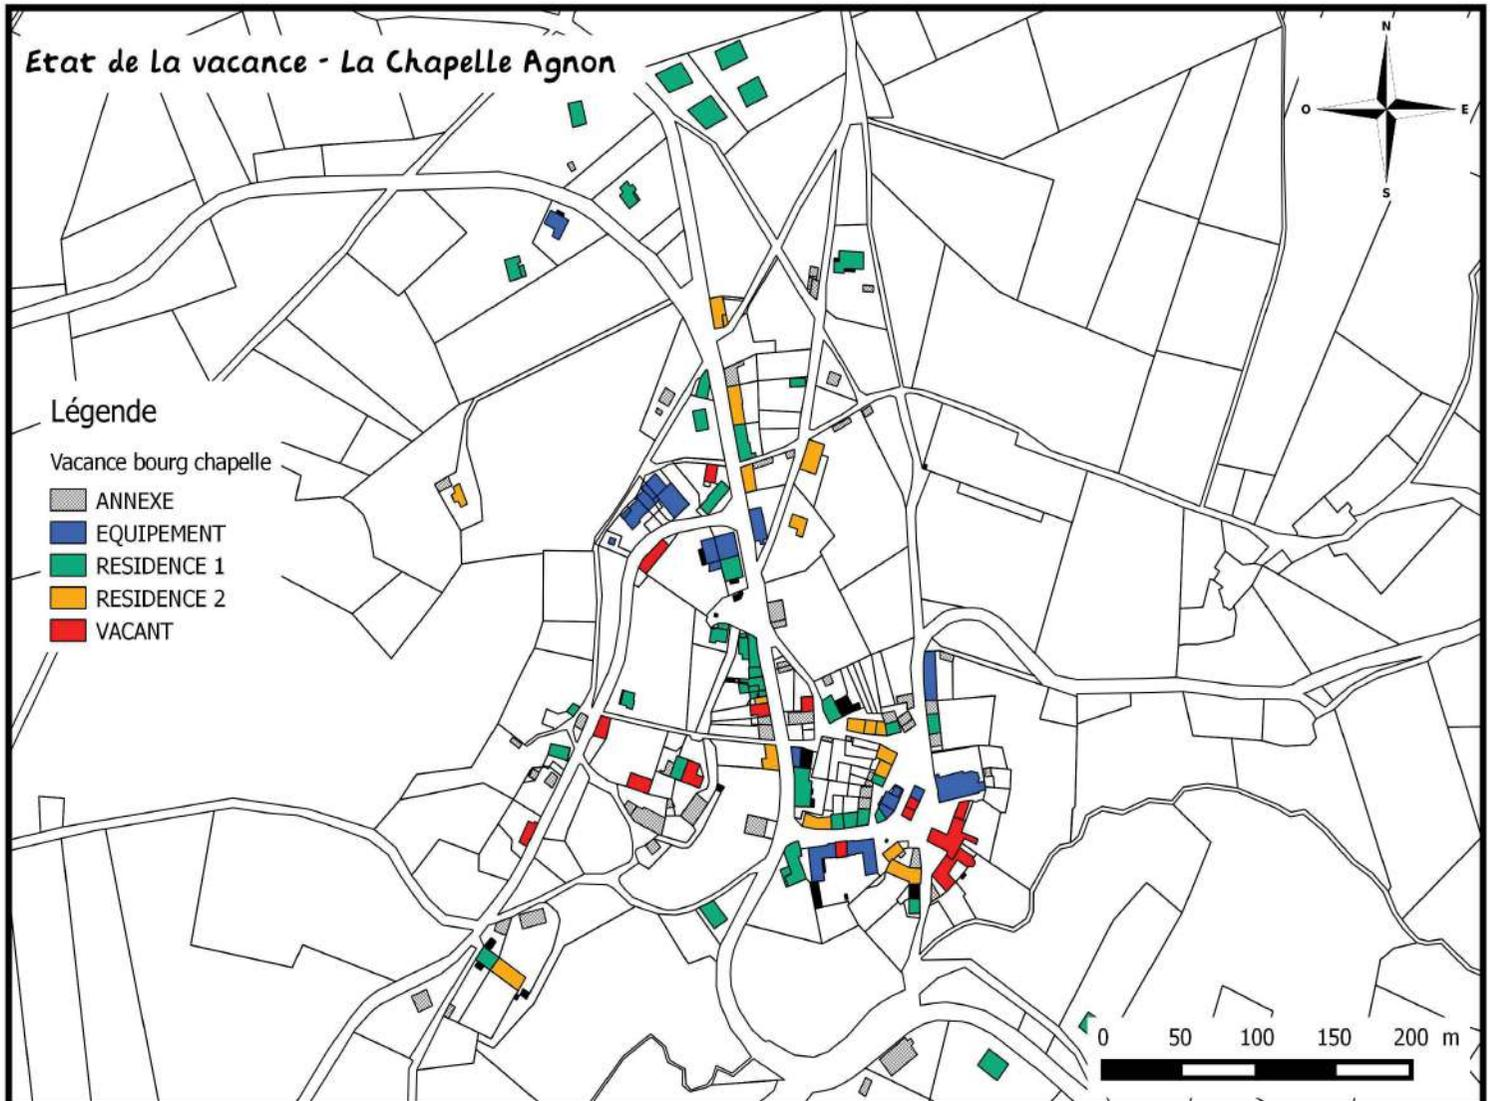 Etat de la vacance - La Chapelle Agnon
N
O
E
S
Légende
Vacance bourg chapelle
ANNEXE
EQUIPEMENT
RESIDENCE 1
RESIDENCE 2
VACANT
0 50 100 150 200 m